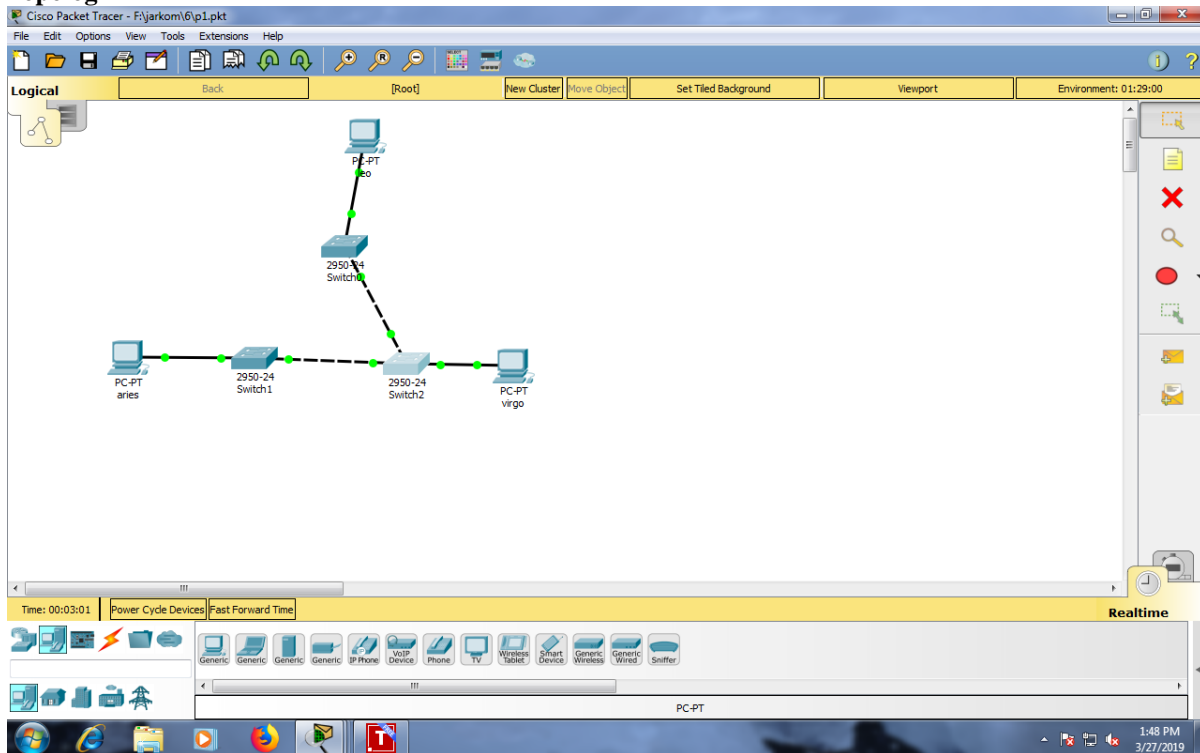 Cisco Packet Tracer - F:\jarkom\6\p1.pkt
File Edit Options View Tools Extensions Help
Logical
Back
[Root]
New Cluster
Move Object
Set Tiled Background
Viewport
Environment: 01:29:00
PC-PT
leo
2950-24
Switch0
PC-PT
aries
2950-24
Switch1
2950-24
Switch2
PC-PT
virgo
Time: 00:03:01
Power Cycle Devices
Fast Forward Time
Realtime
Generic
Generic
Generic
Generic
IP Phone
VoIP Device
Phone
TV
Wireless Tablet
Smart Device
Generic Wireless
Generic Wired
Sniffer
PC-PT
1:48 PM
3/27/2019